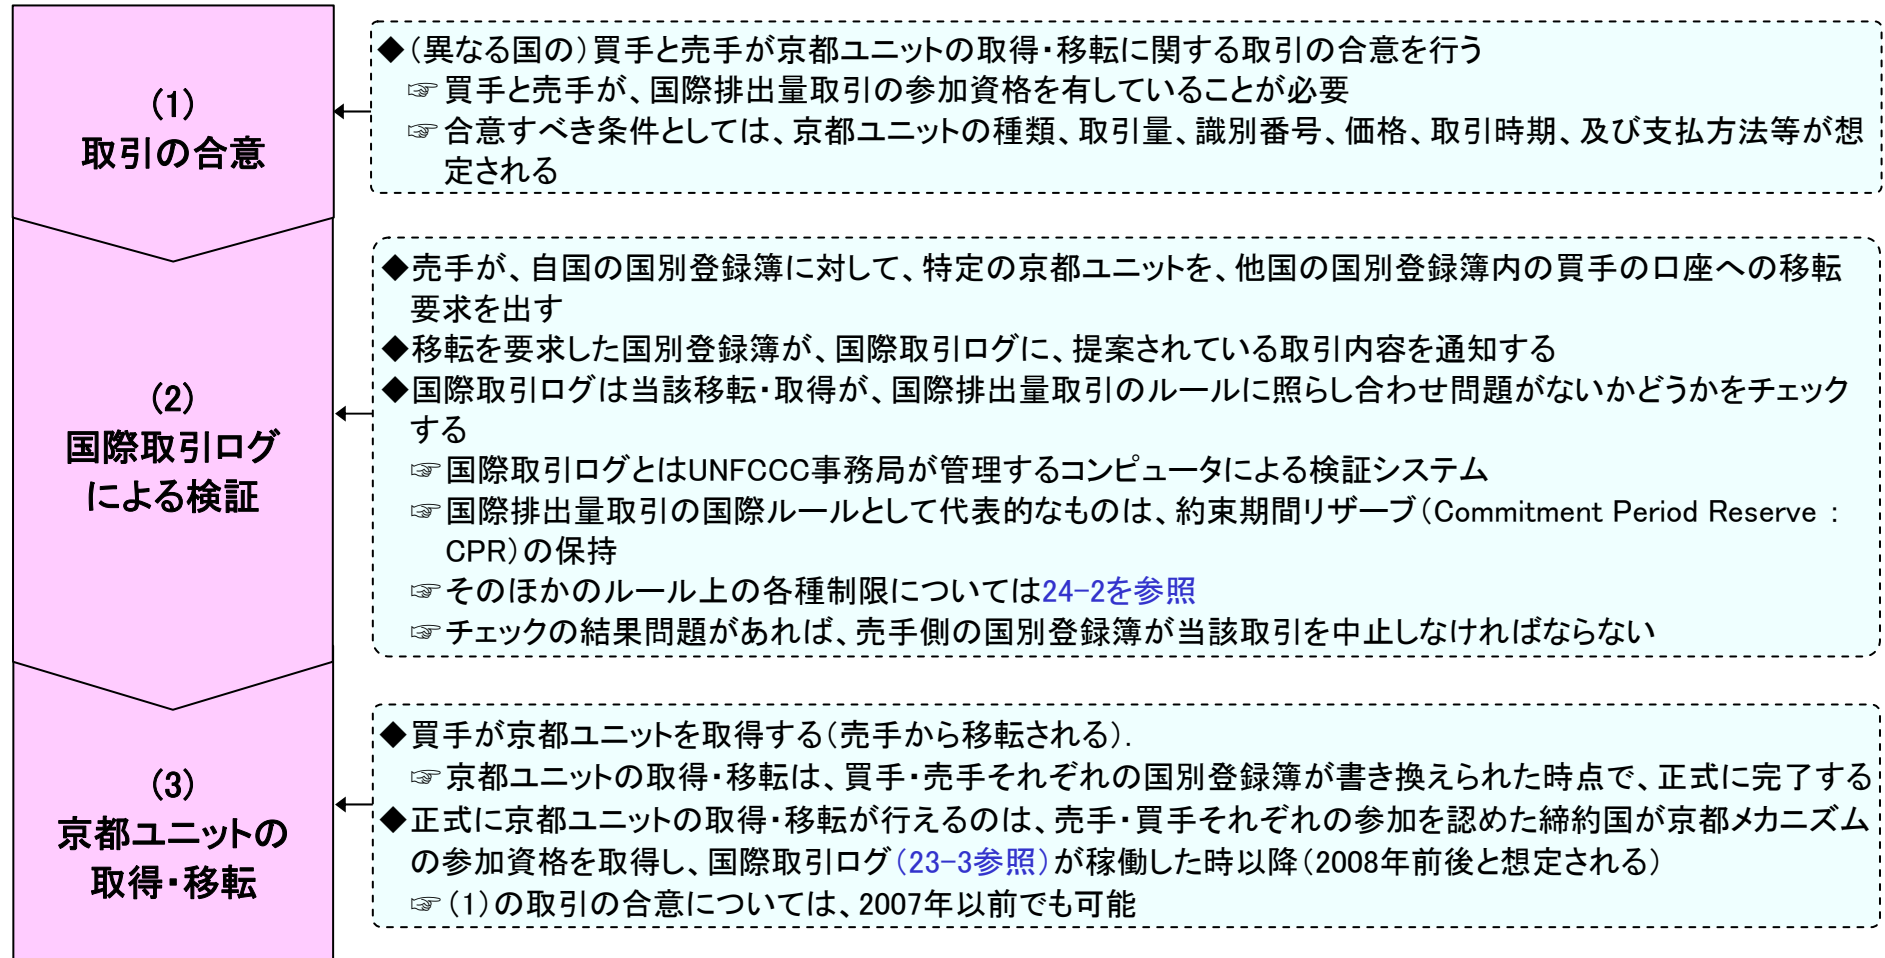 (1)
取引の合意
◆(異なる国の)買手と売手が京都ユニットの取得・移転に関する取引の合意を行う
☞買手と売手が、国際排出量取引の参加資格を有していることが必要
☞合意すべき条件としては、京都ユニットの種類、取引量、識別番号、価格、取引時期、及び支払方法等が想
定される
(2)
国際取引ログ
による検証
◆売手が、自国の国別登録簿に対して、特定の京都ユニットを、他国の国別登録簿内の買手の口座への移転
要求を出す
◆移転を要求した国別登録簿が、国際取引ログに、提案されている取引内容を通知する
◆国際取引ログは当該移転・取得が、国際排出量取引のルールに照らし合わせ問題がないかどうかをチェック
する
☞国際取引ログとはUNFCCC事務局が管理するコンピュータによる検証システム
☞国際排出量取引の国際ルールとして代表的なものは、約束期間リザーブ(Commitment Period Reserve :
CPR)の保持
☞そのほかのルール上の各種制限については24-2を参照
☞チェックの結果問題があれば、売手側の国別登録簿が当該取引を中止しなければならない
(3)
京都ユニットの
取得・移転
◆買手が京都ユニットを取得する(売手から移転される).
☞京都ユニットの取得・移転は、買手・売手それぞれの国別登録簿が書き換えられた時点で、正式に完了する
◆正式に京都ユニットの取得・移転が行えるのは、売手・買手それぞれの参加を認めた締約国が京都メカニズム
の参加資格を取得し、国際取引ログ(23-3参照)が稼働した時以降(2008年前後と想定される)
☞(1)の取引の合意については、2007年以前でも可能